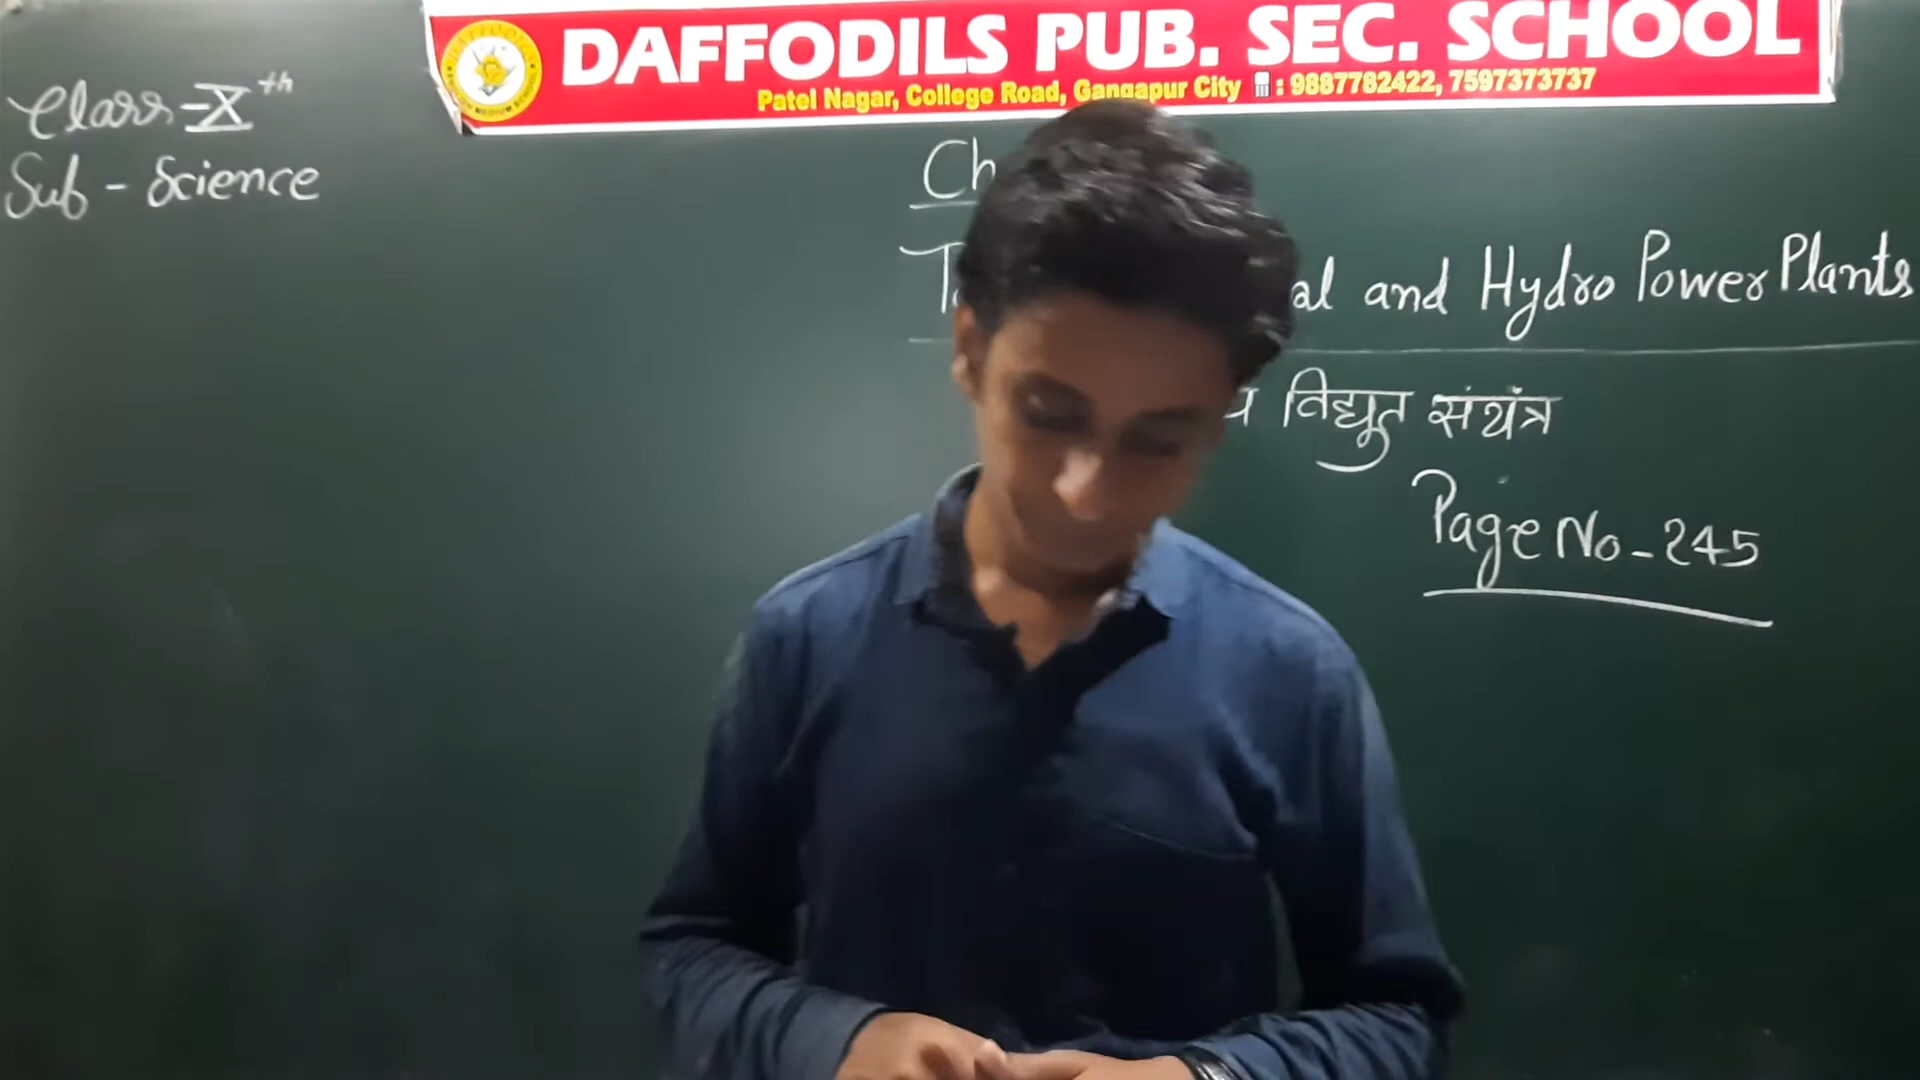 DAFFODILS PUB. SEC. SCHOOL
Patel Nagar, College Road, Gangapur City : 9887782422, 7597373737
Class - Xth
Sub - Science
Ch
al and Hydro Power Plants
य विद्युत संयंत्र
Page No - 245